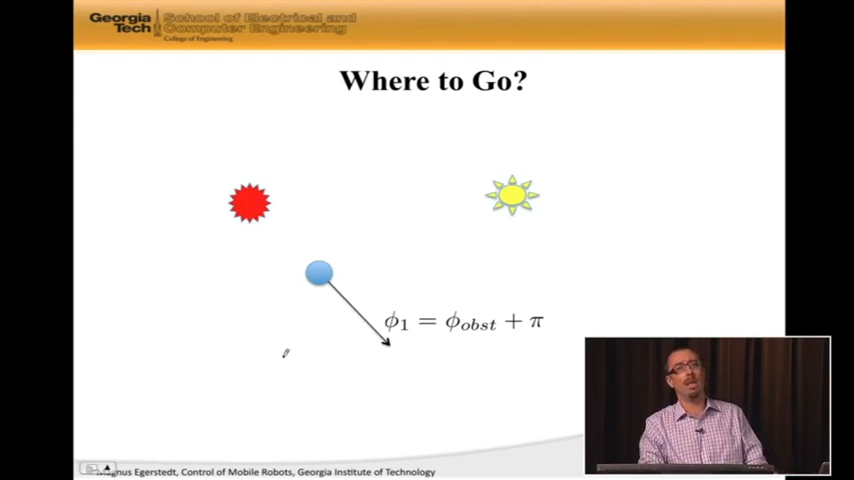 Georgia Tech
School of Electrical and Computer Engineering
College of Engineering
Where to Go?
ϕ₁ = ϕ_obst + π
Magnus Egerstedt, Control of Mobile Robots, Georgia Institute of Technology